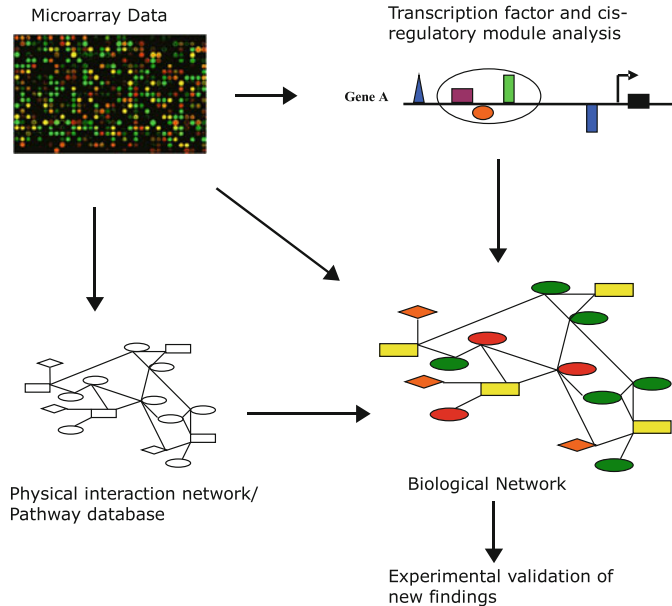 Microarray Data
Transcription factor and cis-
regulatory module analysis
Gene A
Physical interaction network/
Pathway database
Biological Network
Experimental validation of
new findings